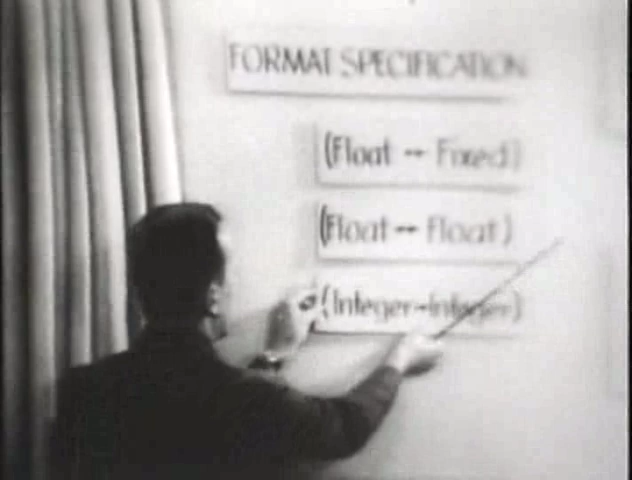 FORMAT SPECIFICATION
(Float -- Fixed)
(Float -- Float)
(Integer--Integer)